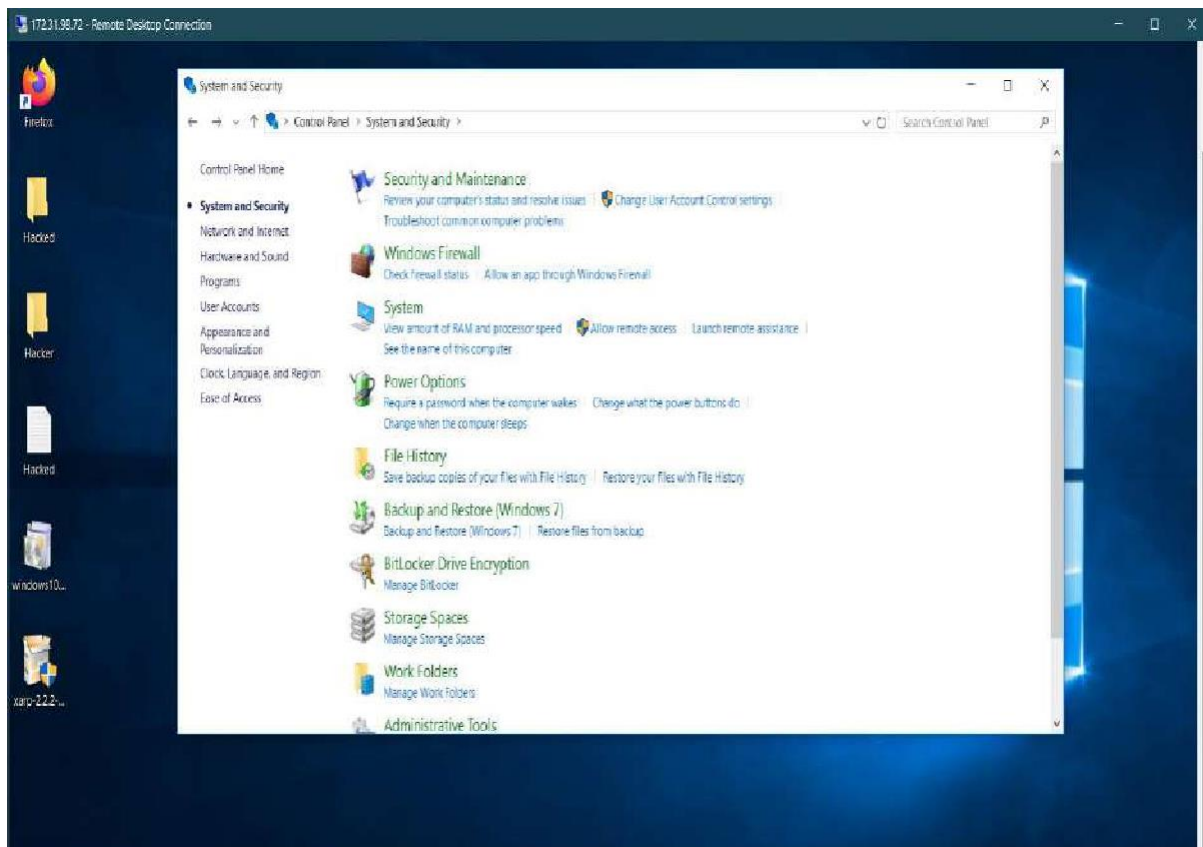 172.31.98.72 - Remote Desktop Connection
Firefox
Hacked
Hacker
Hacked
windows10...
xarp-2.2.2-...
System and Security
Control Panel > System and Security >
Search Control Panel
Control Panel Home
System and Security
Network and Internet
Hardware and Sound
Programs
User Accounts
Appearance and
Personalization
Clock, Language, and Region
Ease of Access
Security and Maintenance
Review your computer's status and resolve issues
Change User Account Control settings
Troubleshoot common computer problems
Windows Firewall
Check firewall status
Allow an app through Windows Firewall
System
View amount of RAM and processor speed
Allow remote access
Launch remote assistance
See the name of this computer
Power Options
Require a password when the computer wakes
Change what the power buttons do
Change when the computer sleeps
File History
Save backup copies of your files with File History
Restore your files with File History
Backup and Restore (Windows 7)
Backup and Restore (Windows 7)
Restore files from backup
BitLocker Drive Encryption
Manage BitLocker
Storage Spaces
Manage Storage Spaces
Work Folders
Manage Work Folders
Administrative Tools